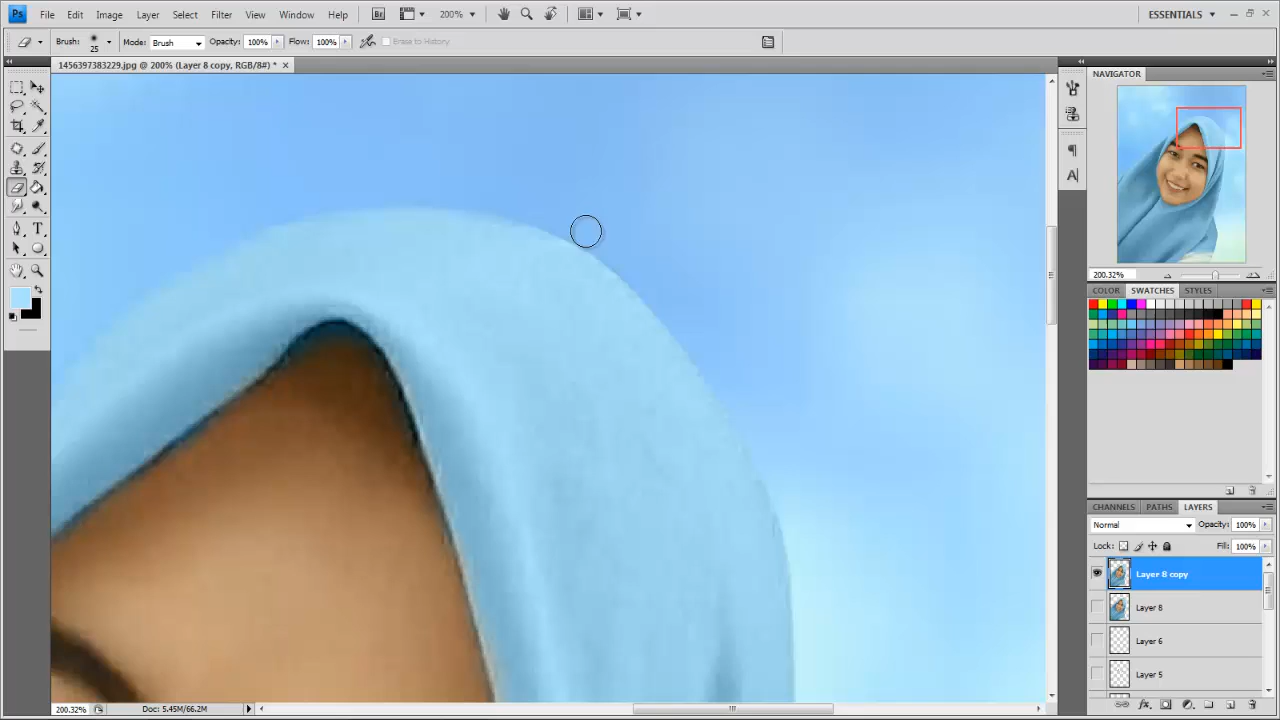 Ps File Edit Image Layer Select Filter Analysis View Window Help Br 200% ESSENTIALS
Brush: 25 Mode: Brush Opacity: 100% Flow: 100% Erase to History
1456397383229.jpg @ 200% (Layer 8 copy, RGB/8#) *
NAVIGATOR
200.32%
COLOR SWATCHES STYLES
CHANNELS PATHS LAYERS
Normal Opacity: 100%
Lock: Fill: 100%
Layer 8 copy
Layer 8
Layer 6
Layer 5
200.32% Doc: 5.45M/66.2M